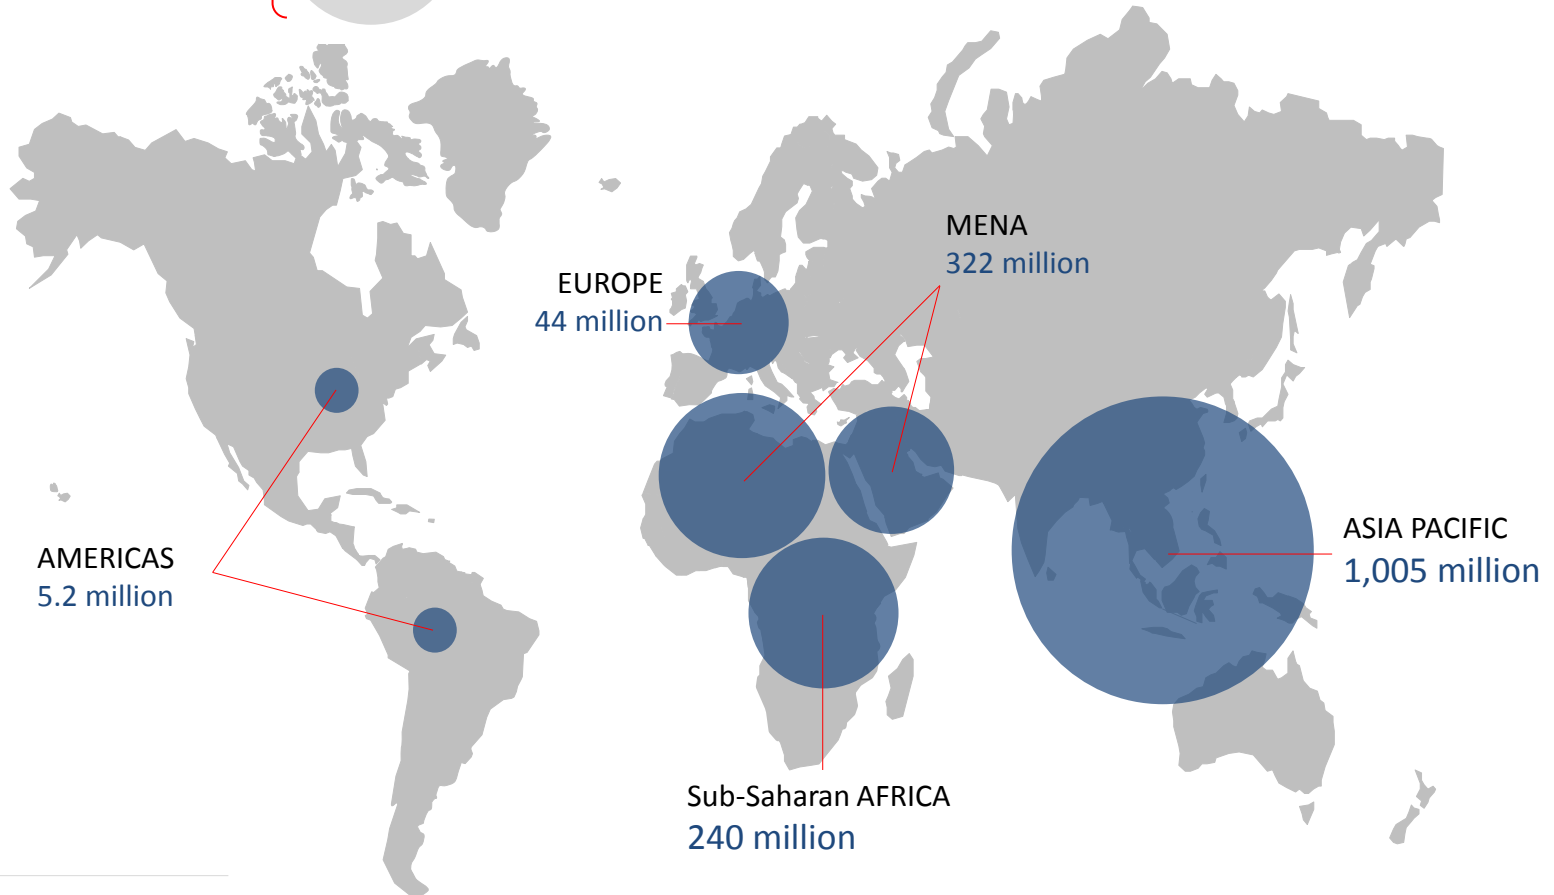 MENA
322 million
EUROPE
44 million
AMERICAS
5.2 million
ASIA PACIFIC
1,005 million
Sub-Saharan AFRICA
240 million